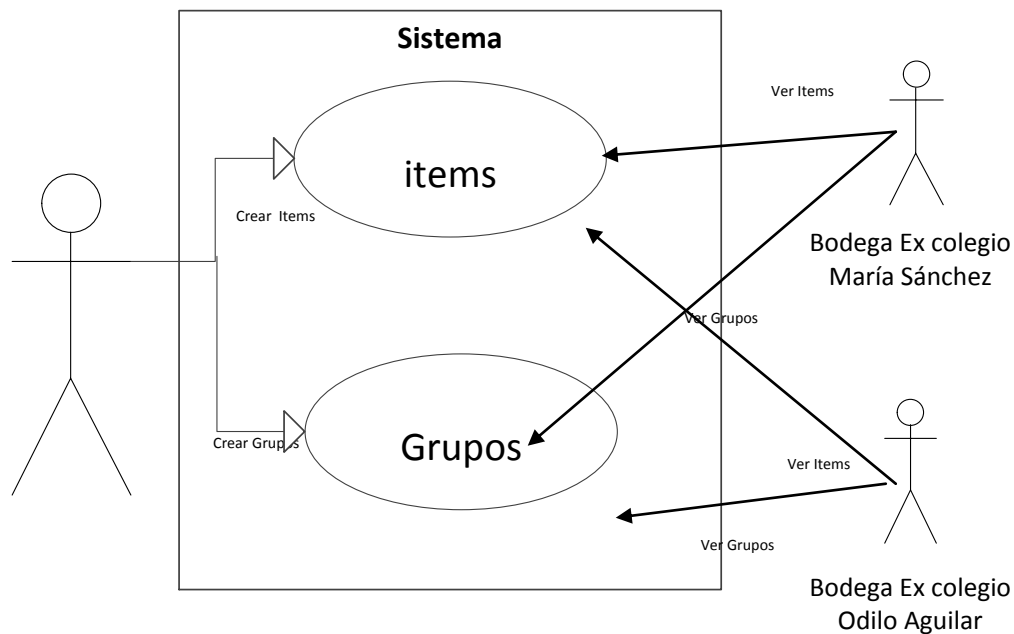 Sistema
Ver Items
items
Crear Items
Bodega Ex colegio
María Sánchez
Ver Grupos
Grupos
Crear Grupos
Ver Items
Ver Grupos
Bodega Ex colegio
Odilo Aguilar